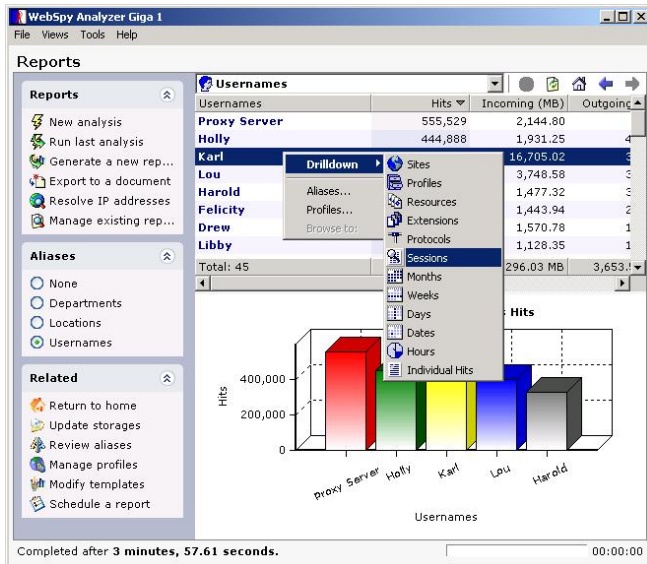 WebSpy Analyzer Giga 1
File Views Tools Help
Reports
Reports
New analysis
Run last analysis
Generate a new rep...
Export to a document
Resolve IP addresses
Manage existing rep...
Aliases
None
Departments
Locations
Usernames
Related
Return to home
Update storages
Review aliases
Manage profiles
Modify templates
Schedule a report
Usernames
Usernames Hits Incoming (MB) Outgoing
Proxy Server 555,529 2,144.80
Holly 444,888 1,931.25 4
Karl 16,705.02 3
Lou 3,748.58 3
Harold 1,477.32 3
Felicity 1,443.94 2
Drew 1,570.78 1
Libby 1,128.35 1
Total: 45 296.03 MB 3,653.
Drilldown
Aliases...
Profiles...
Browse to:
Sites
Profiles
Resources
Extensions
Protocols
Sessions
Months
Weeks
Days
Dates
Hours
Individual Hits
Hits
Hits
400,000
200,000
0
Proxy Server Holly Karl Lou Harold
Usernames
Completed after 3 minutes, 57.61 seconds.
00:00:00